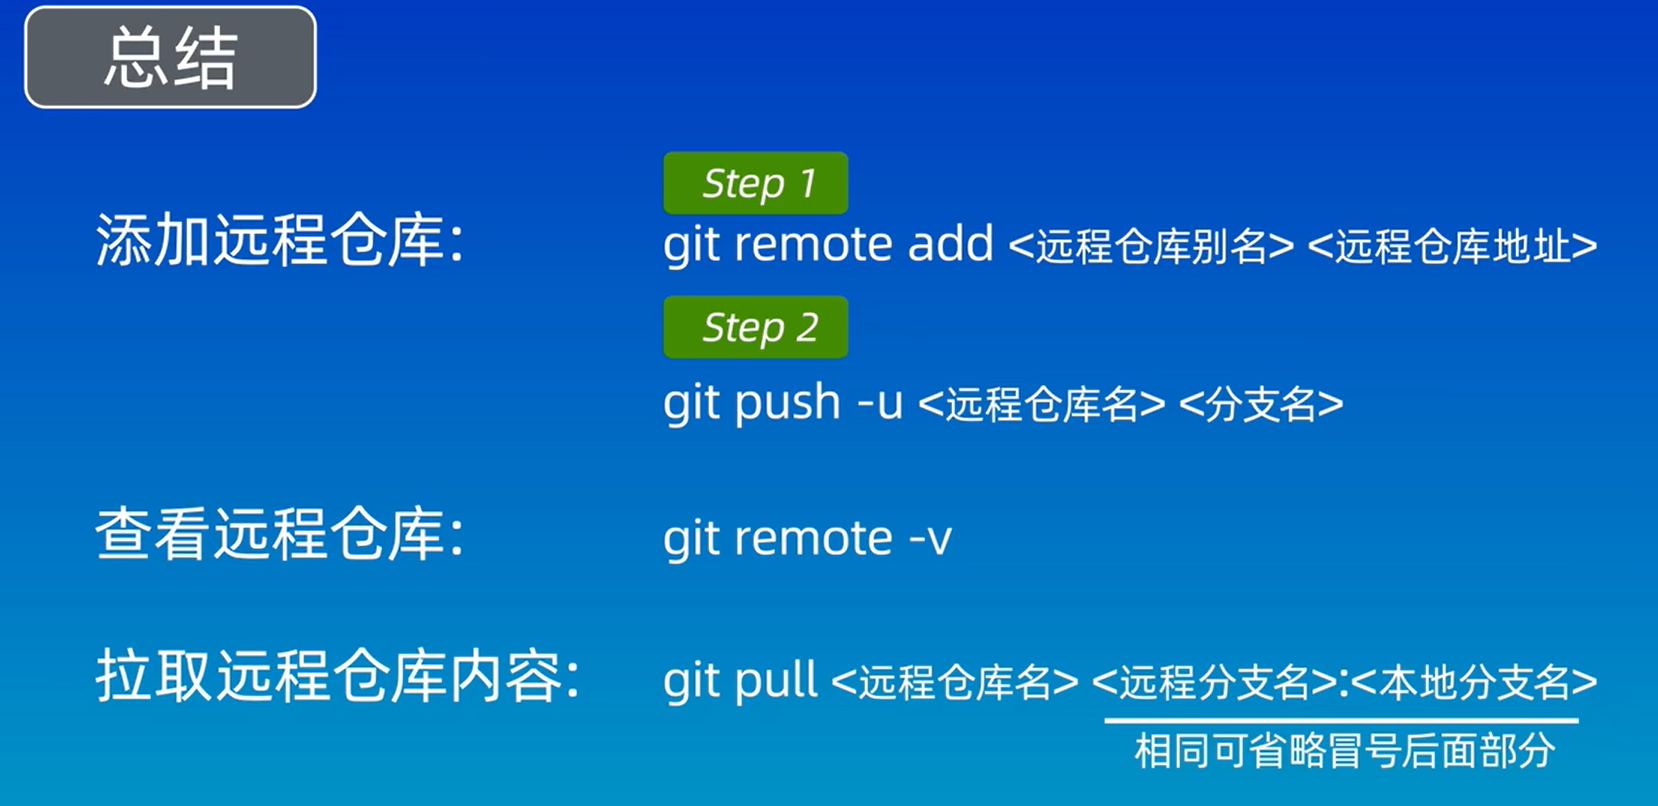 总结
Step 1
添加远程仓库: git remote add <远程仓库别名> <远程仓库地址>
Step 2
git push -u <远程仓库名> <分支名>
查看远程仓库: git remote -v
拉取远程仓库内容: git pull <远程仓库名> <远程分支名>:<本地分支名>
相同可省略冒号后面部分